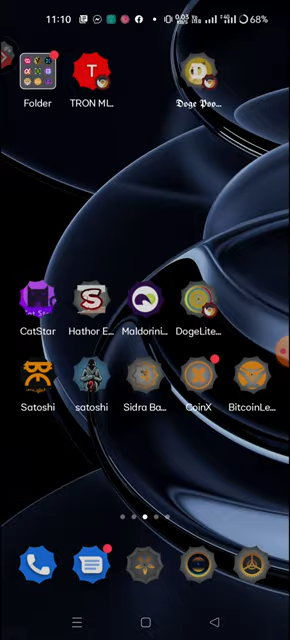 11:10
68%
T
Folder
TRON ML...
𝕯𝖔𝖌𝖊 𝕻𝖔𝖔...
S
CatStar
Hathor E...
Maldorini...
DogeLite...
Satoshi
satoshi
Sidra Ba...
CoinX
BitcoinLe...